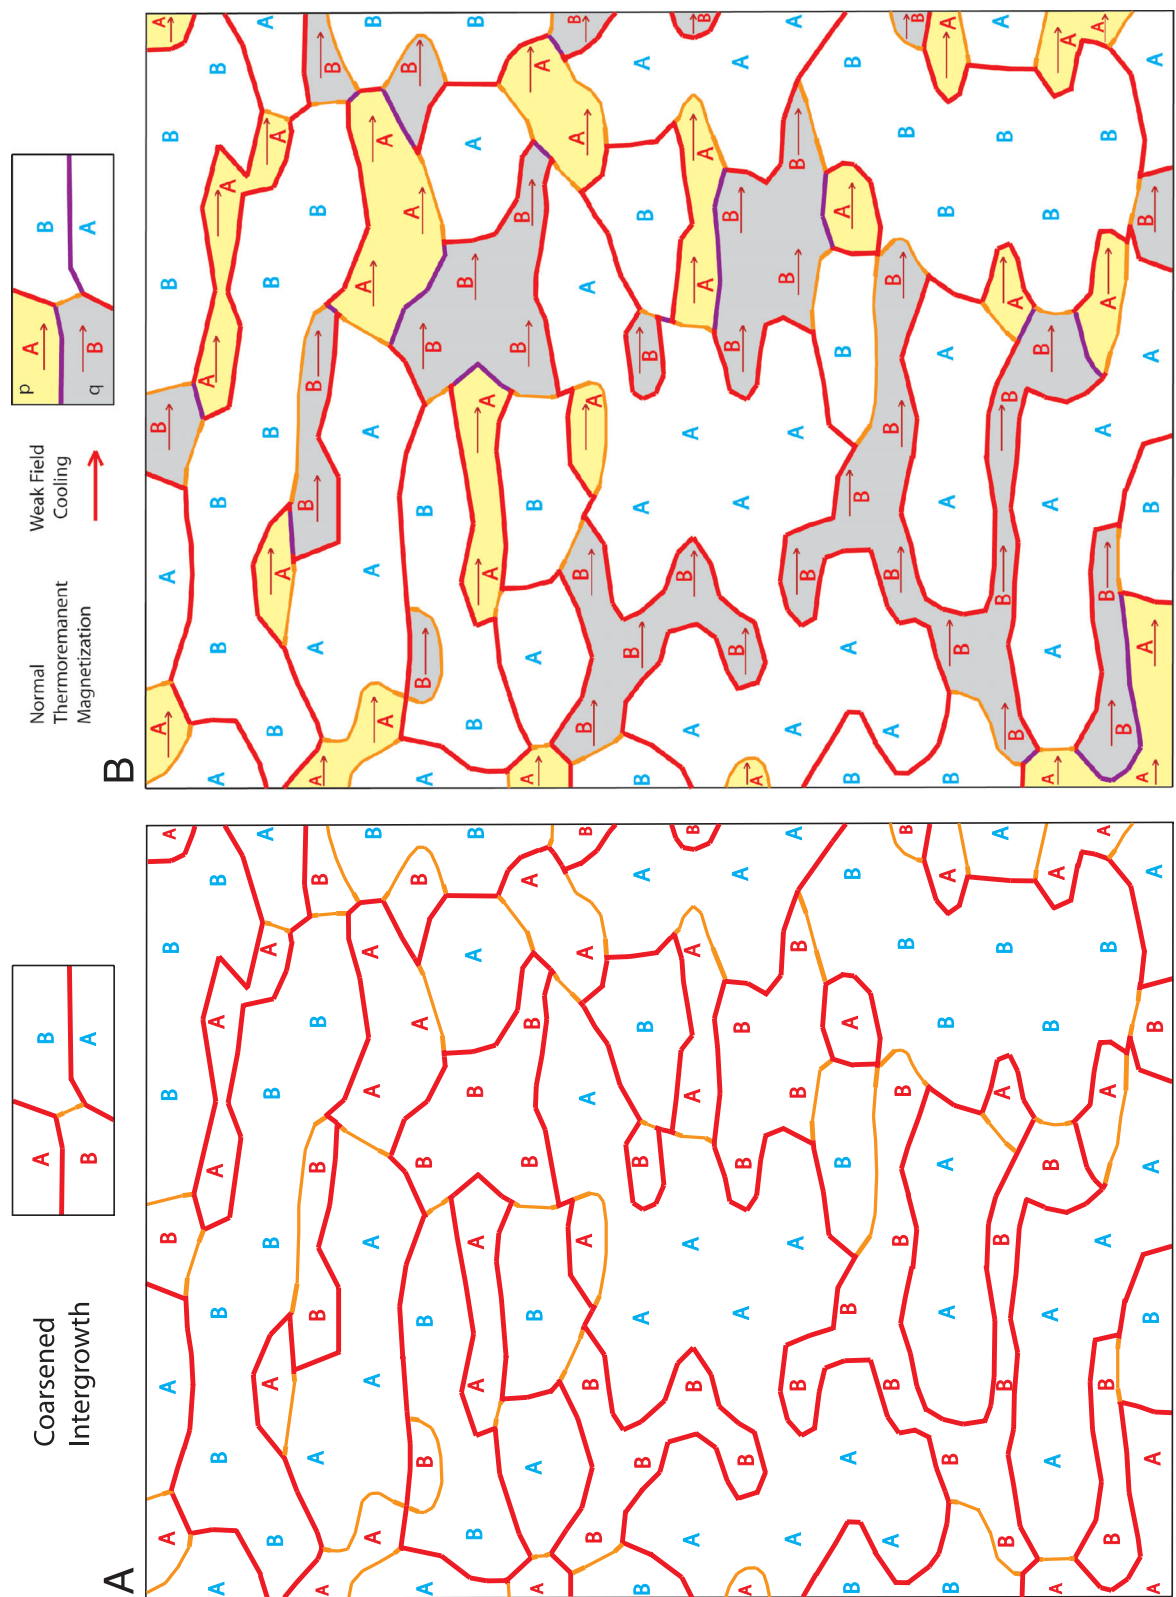 A
Coarsened
Intergrowth
A B
B A
A A B B B A
A B B A A B
B A B B A A
A A B B B B
A A A A A B
A B B B A B
B A A B A B
A A B B B A
B B A A A B
B B A B B A
A B A A A B
A B A B B A
A B A B B A
B A B B A B
A B B B B B
B B A A B A
B B B A B A
A A A B B A
B B A A B A
A A B A B A
B
Normal
Thermoremanent
Magnetization
Weak Field
Cooling
p A B
q B A
A A B B B A
A B B A A B
B A B B A A
A A B B B B
A A A A A B
A B B B A B
B A A B A B
A A B B B A
B B A A A B
B B A B B A
A B A A A B
A B A B B A
A B A B B A
B A B B A B
A B B B B B
B B A A B A
B B B A B A
A A A B B A
B B A A B A
A A B A B A